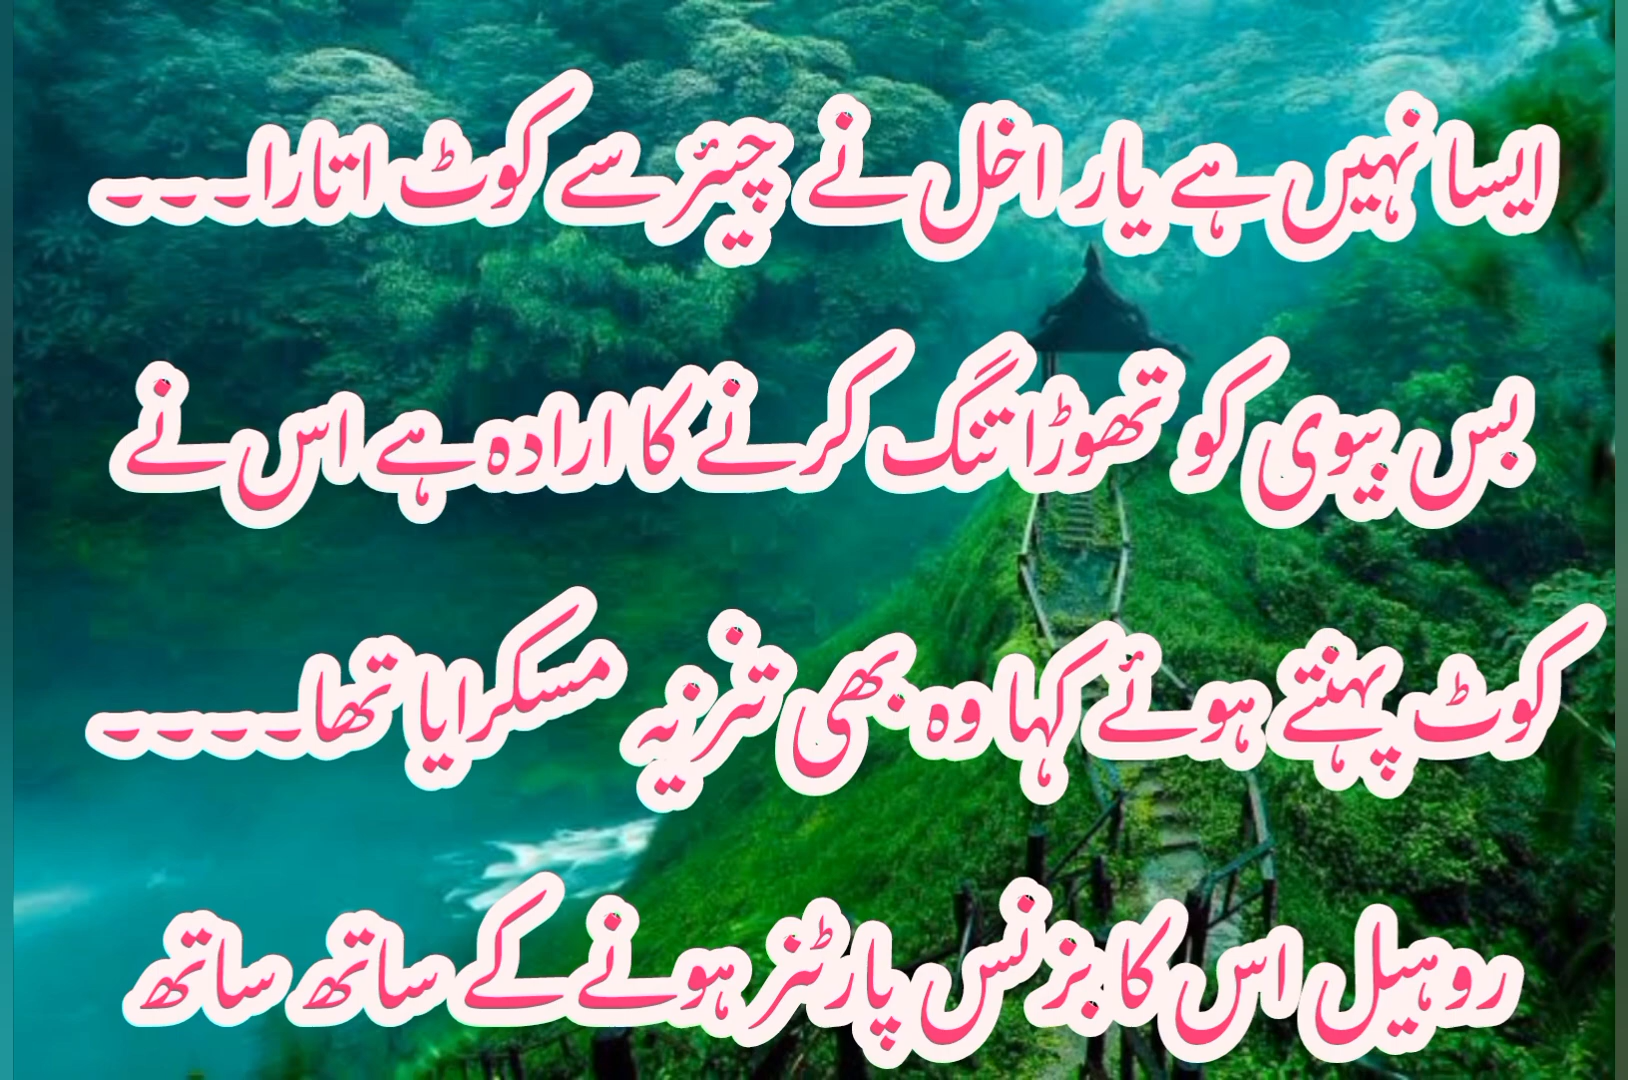 ایسا نہیں ہے یار اخل نے چیئر سے کوٹ اتارا۔۔۔۔
بس بیوی کو تھوڑا تنگ کرنے کا ارادہ ہے اس نے
کوٹ پہنتے ہوئے کہا وہ بھی تنزیہ مسکرایا تھا۔۔۔۔۔
روہیل اس کا بزنس پارٹنر ہونے کے ساتھ ساتھ